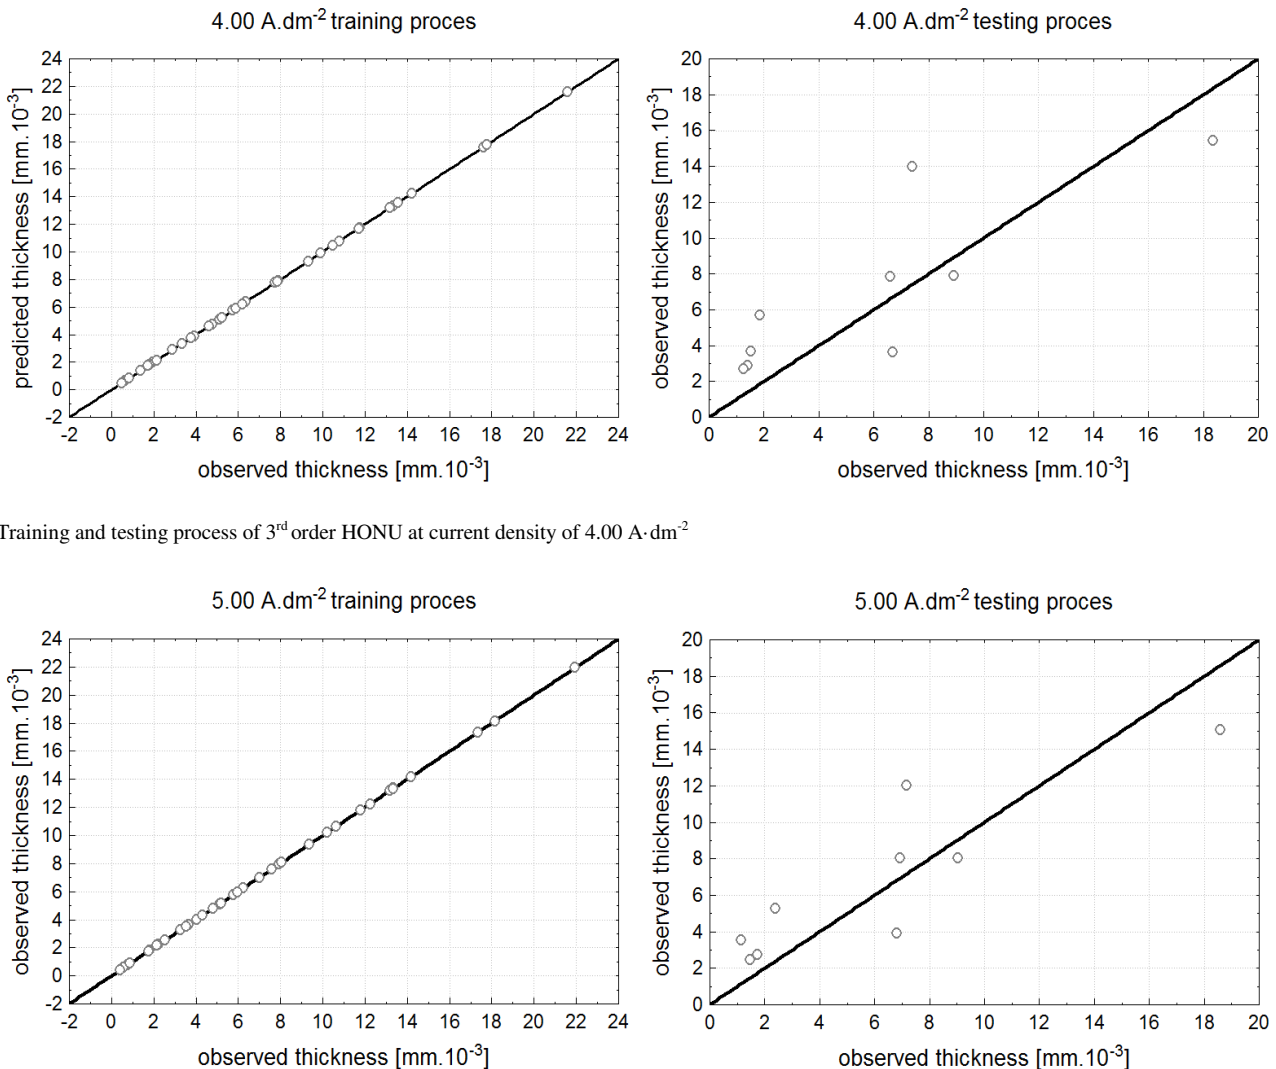 4.00 A.dm-2 training proces
24
22
20
18
16
14
12
10
8
6
4
2
0
-2
predicted thickness [mm.10-3]
-2 0 2 4 6 8 10 12 14 16 18 20 22 24
observed thickness [mm.10-3]
4.00 A.dm-2 testing proces
20
18
16
14
12
10
8
6
4
2
0
observed thickness [mm.10-3]
0 2 4 6 8 10 12 14 16 18 20
observed thickness [mm.10-3]
Training and testing process of 3rd order HONU at current density of 4.00 A·dm-2
5.00 A.dm-2 training proces
24
22
20
18
16
14
12
10
8
6
4
2
0
-2
observed thickness [mm.10-3]
-2 0 2 4 6 8 10 12 14 16 18 20 22 24
observed thickness [mm.10-3]
5.00 A.dm-2 testing proces
20
18
16
14
12
10
8
6
4
2
0
observed thickness [mm.10-3]
0 2 4 6 8 10 12 14 16 18 20
observed thickness [mm.10-3]